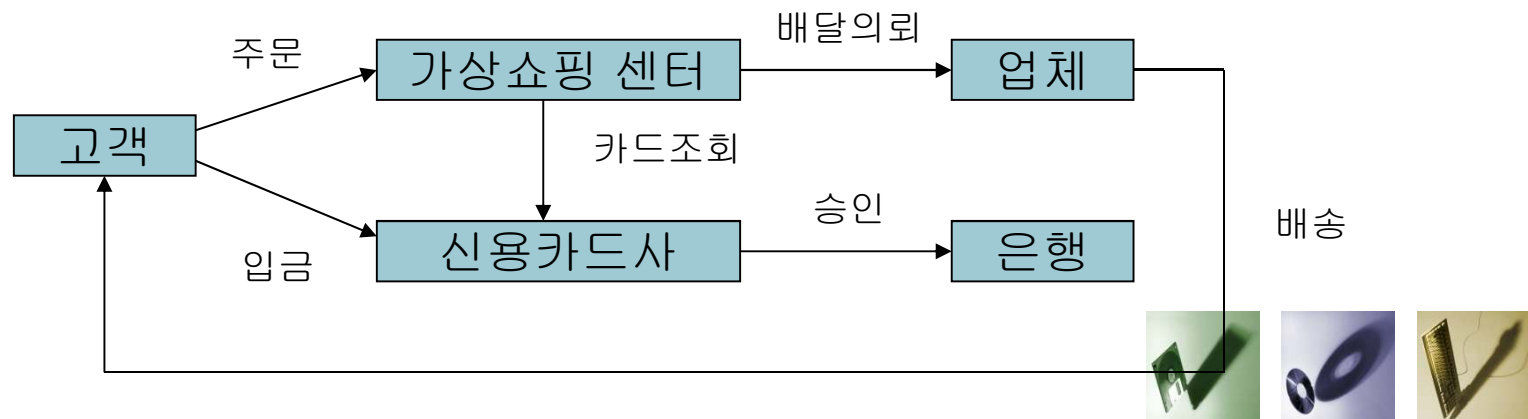 주문
배달의뢰
가상쇼핑 센터
업체
고객
카드조회
승인
배송
신용카드사
은행
입금